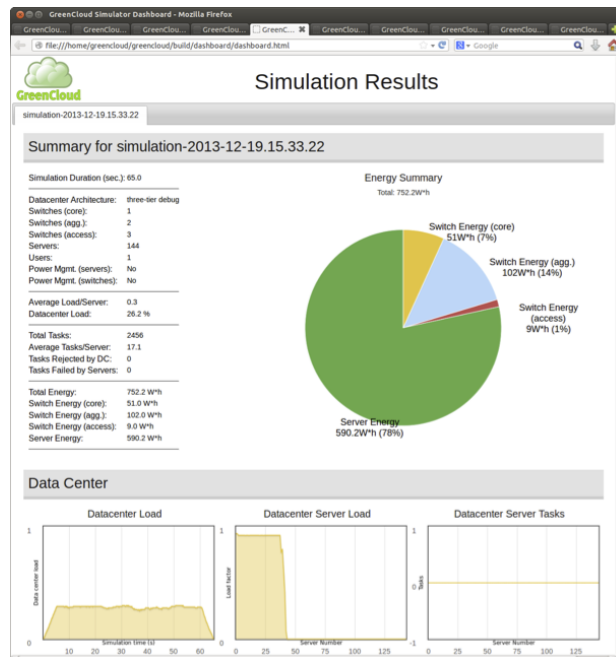 GreenCloud Simulator Dashboard - Mozilla Firefox
GreenClou... GreenClou... GreenClou... GreenClou... GreenC... GreenClou... GreenClou... GreenClou... GreenClou... GreenClou...
file:///home/greencloud/greencloud/build/dashboard/dashboard.html
Google
GreenCloud
Simulation Results
simulation-2013-12-19.15.33.22
Summary for simulation-2013-12-19.15.33.22
Simulation Duration (sec.): 65.0
Datacenter Architecture: three-tier debug
Switches (core): 1
Switches (agg.): 2
Switches (access): 3
Servers: 144
Users: 1
Power Mgmt. (servers): No
Power Mgmt. (switches): No
Average Load/Server: 0.3
Datacenter Load: 26.2 %
Total Tasks: 2456
Average Tasks/Server: 17.1
Tasks Rejected by DC: 0
Tasks Failed by Servers: 0
Total Energy: 752.2 W*h
Switch Energy (core): 51.0 W*h
Switch Energy (agg.): 102.0 W*h
Switch Energy (access): 9.0 W*h
Server Energy: 590.2 W*h
Energy Summary
Total: 752.2W*h
Switch Energy (core)
51W*h (7%)
Switch Energy (agg.)
102W*h (14%)
Switch Energy
(access)
9W*h (1%)
Server Energy
590.2W*h (78%)
Data Center
Datacenter Load
1
Data center load
0
Simulation time (s)
10 20 30 40 50 60
Datacenter Server Load
1
Load factor
0
Server Number
0 25 50 75 100 125
Datacenter Server Tasks
1
0
Tasks
-1
Server Number
0 25 50 75 100 125